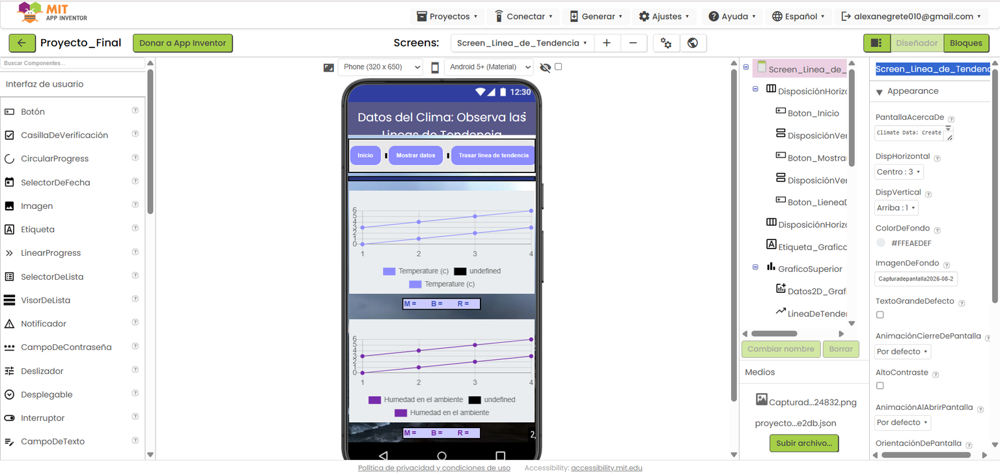 MIT
APP INVENTOR
Proyectos
Conectar
Generar
Ajustes
Ayuda
Español
alexanegrete010@gmail.com
Proyecto_Final
Donar a App Inventor
Screens:
Screen_Linea_de_Tendencia
Diseñador
Bloques
Buscar Componentes...
Interfaz de usuario
Botón
CasillaDeVerificación
CircularProgress
SelectorDeFecha
Imagen
Etiqueta
LinearProgress
SelectorDeLista
VisorDeLista
Notificador
CampoDeContraseña
Deslizador
Desplegable
Interruptor
CampoDeTexto
Phone (320 x 650)
Android 5+ (Material)
12:30
Datos del Clima: Observa las
Lineas de Tendencia
Inicio
Mostrar datos
Trasar linea de tendencia
6
5
4
3
2
1
0
1 2 3 4
Temperature (c) undefined
Temperature (c)
M = B = R =
6
5
4
3
2
1
0
1 2 3 4
Humedad en el ambiente undefined
Humedad en el ambiente
M = B = R =
2,
Screen_Linea_de_
DisposiciónHorizc
Boton_Inicio
DisposiciónVer
Boton_Mostra
DisposiciónVer
Boton_LieneaD
DisposiciónHorizc
Etiqueta_Grafico
GraficoSuperior
Datos2D_Graf
LineaDeTender
Cambiar nombre
Borrar
Medios
Capturad...24832.png
proyecto...e2db.json
Subir archivo...
Screen_Linea_de_Tendenc
Appearance
PantallaAcercaDe
Climate Data: Create
DispHorizontal
Centro : 3
DispVertical
Arriba : 1
ColorDeFondo
#FFEAEDEF
ImagenDeFondo
Capturadepantalla2026-08-2
TextoGrandeDefecto
AnimaciónCierreDePantalla
Por defecto
AltoContraste
AnimaciónAlAbrirPantalla
Por defecto
OrientaciónDePantalla
Política de privacidad y condiciones de uso
Accessibility: accessibility.mit.edu